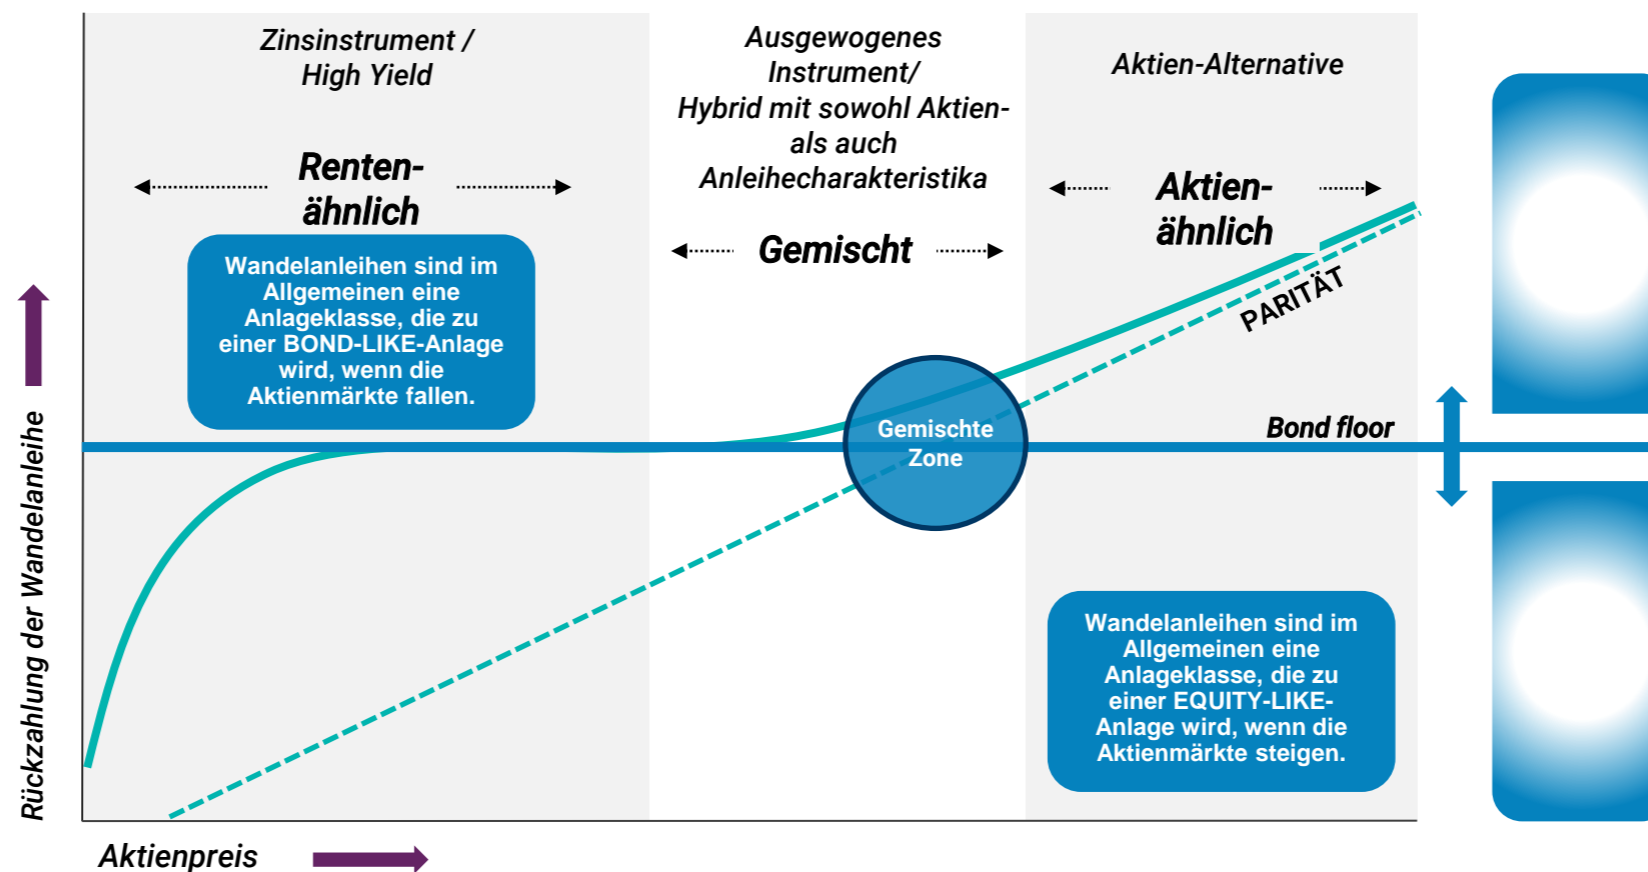 Zinsinstrument /
High Yield
Ausgewogenes
Instrument/
Hybrid mit sowohl Aktien-
als auch
Anleihecharakteristika
Aktien-Alternative
Renten-
ähnlich
Gemischt
Aktien-
ähnlich
Wandelanleihen sind im
Allgemeinen eine
Anlageklasse, die zu
einer BOND-LIKE-Anlage
wird, wenn die
Aktienmärkte fallen.
PARITÄT
Bond floor
Gemischte
Zone
Wandelanleihen sind im
Allgemeinen eine
Anlageklasse, die zu
einer EQUITY-LIKE-
Anlage wird, wenn die
Aktienmärkte steigen.
Rückzahlung der Wandelanleihe
Aktienpreis